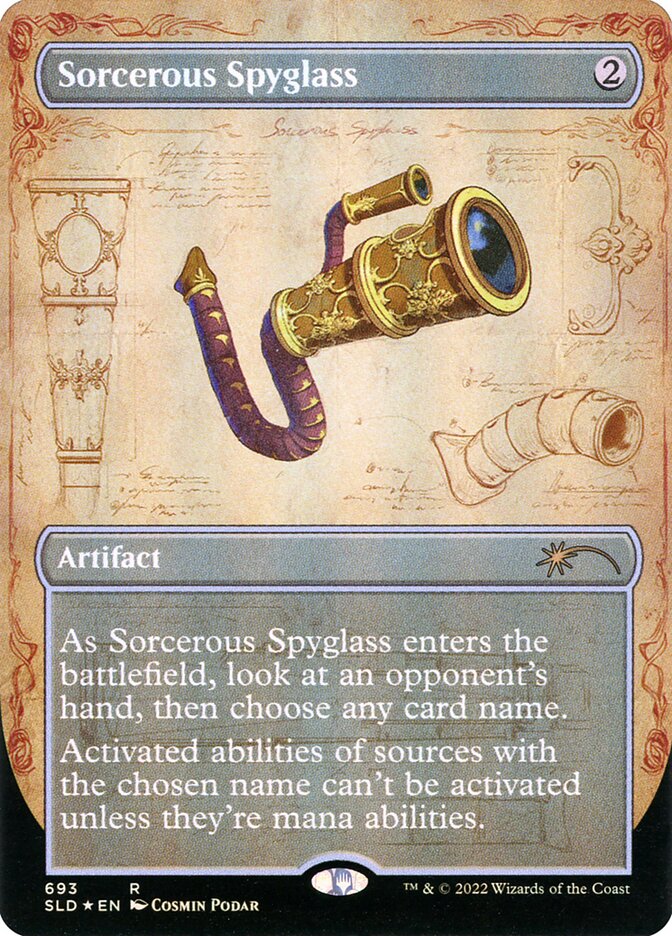 Sorcerous Spyglass
2
Sorcerous Spyglass
Artifact
As Sorcerous Spyglass enters the
battlefield, look at an opponent's
hand, then choose any card name.
Activated abilities of sources with
the chosen name can't be activated
unless they're mana abilities.
693 R
SLD ★ EN Cosmin Podar
™ & © 2022 Wizards of the Coast